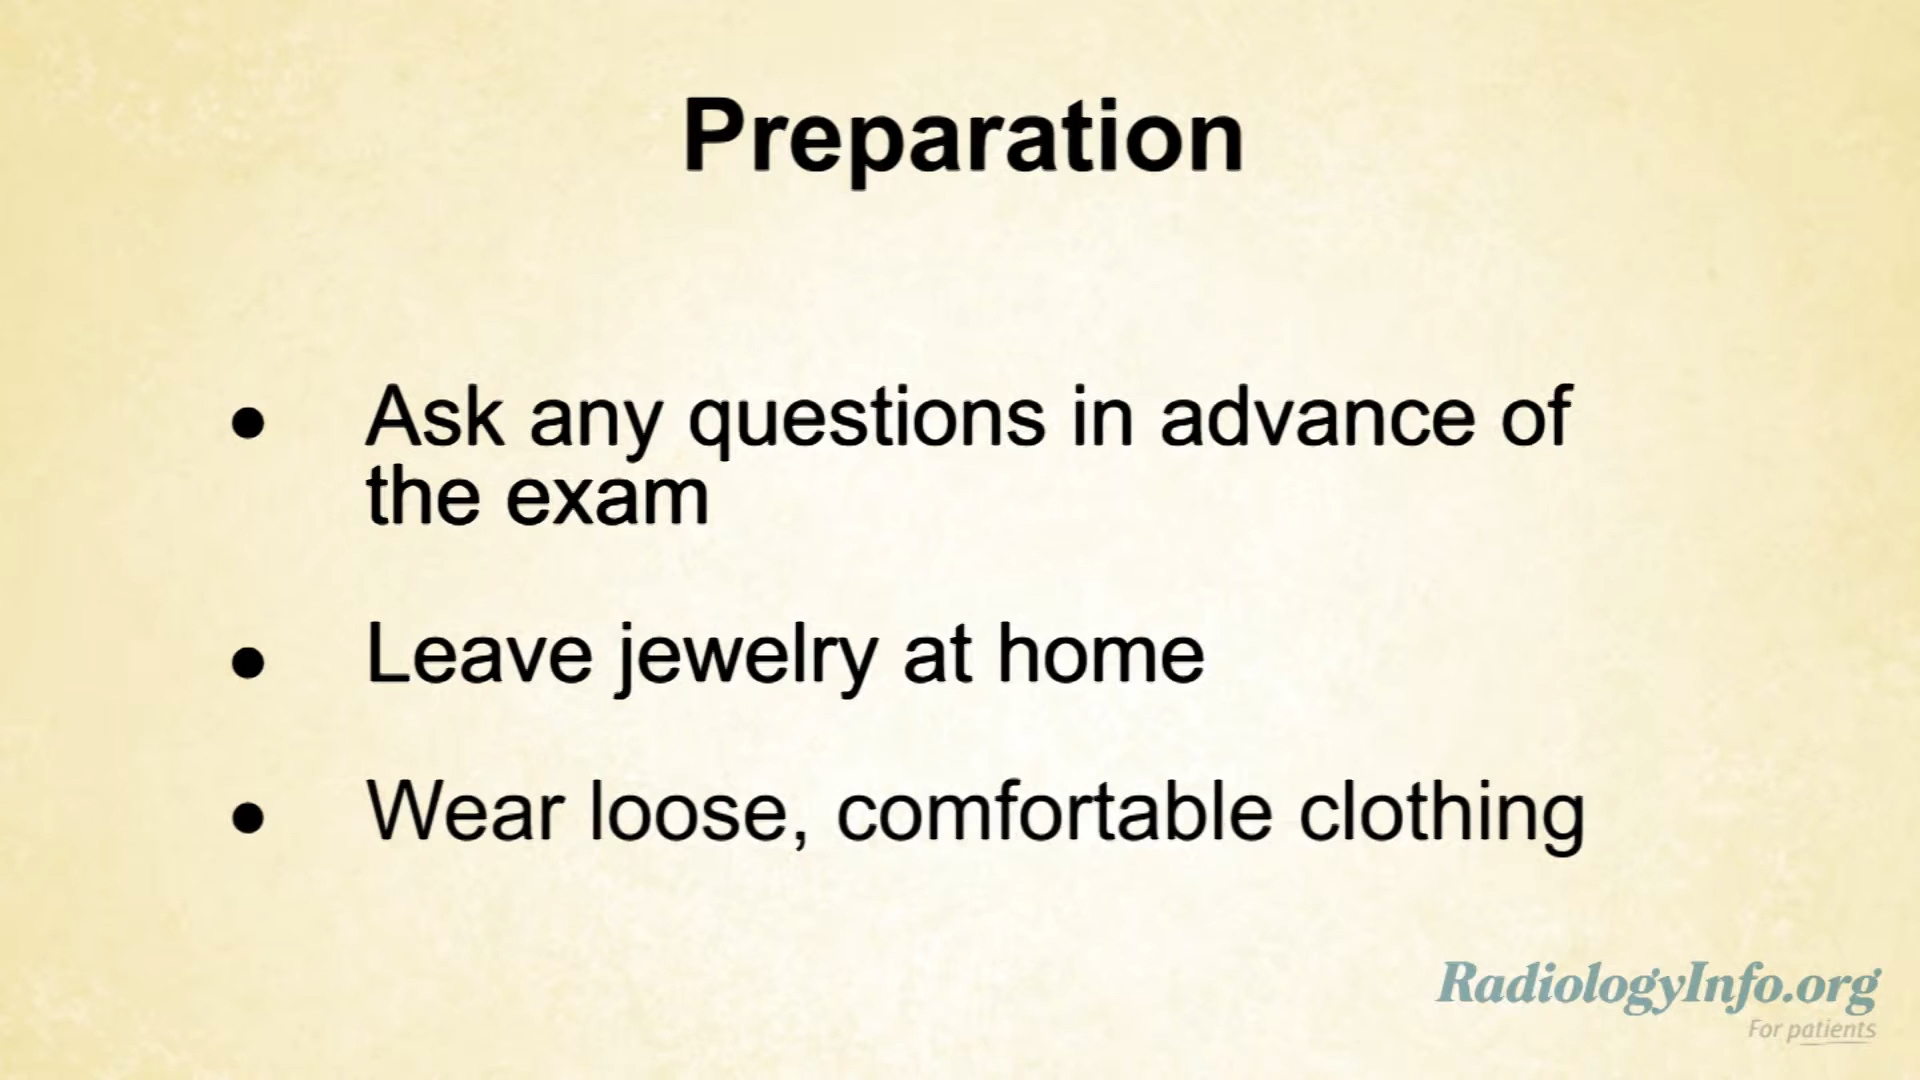 Preparation
● Ask any questions in advance of
the exam
● Leave jewelry at home
● Wear loose, comfortable clothing
RadiologyInfo.org
For patients